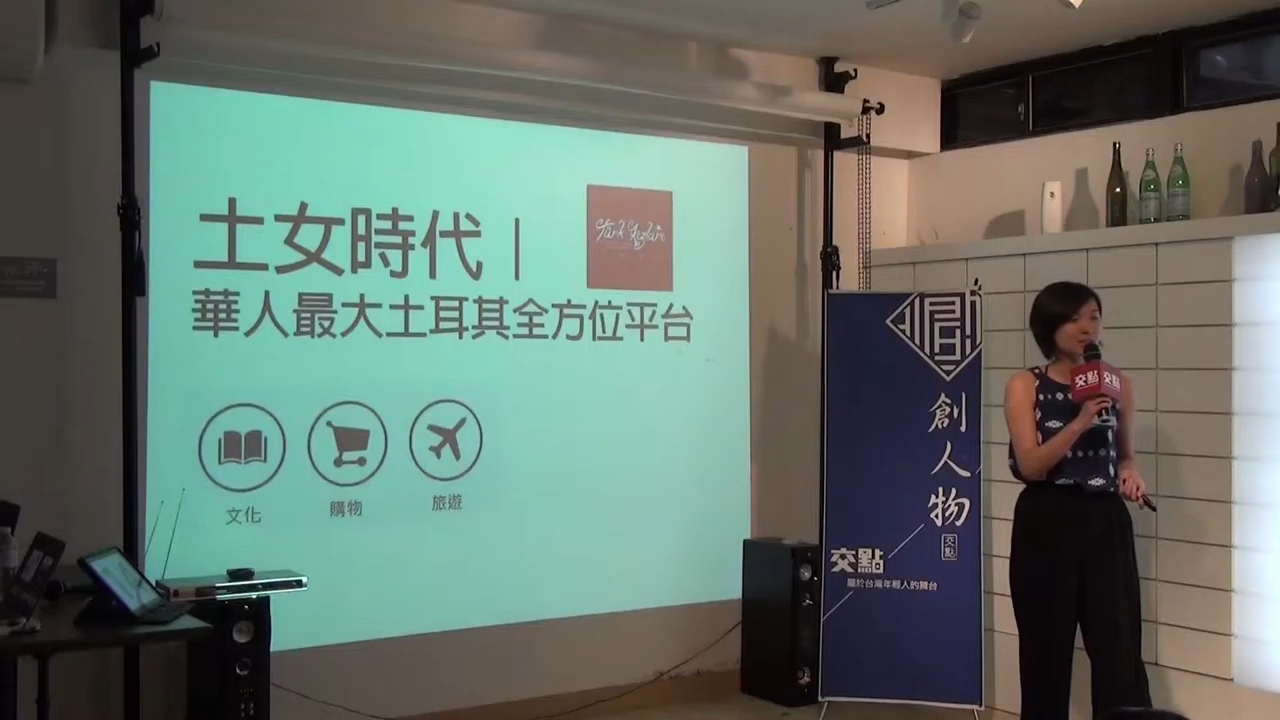 土女時代 |
華人最大土耳其全方位平台
文化
購物
旅遊
創人物
交點
交點
屬於台灣年輕人的舞台
交點
交點